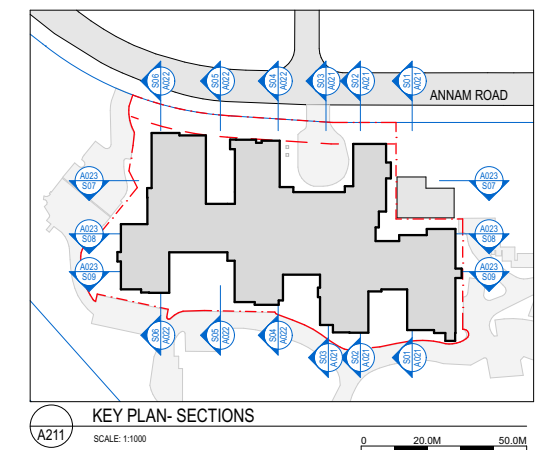 S06 A022
S05 A022
S04 A022
S03 A021
S02 A021
S01 A021
ANNAM ROAD
A023
S07
A023
S07
A023
S08
A023
S08
A023
S09
A023
S09
S06 A022
S05 A022
S04 A022
S03 A021
S02 A021
S01 A021
A211
KEY PLAN- SECTIONS
SCALE: 1:1000
0 20.0M 50.0M